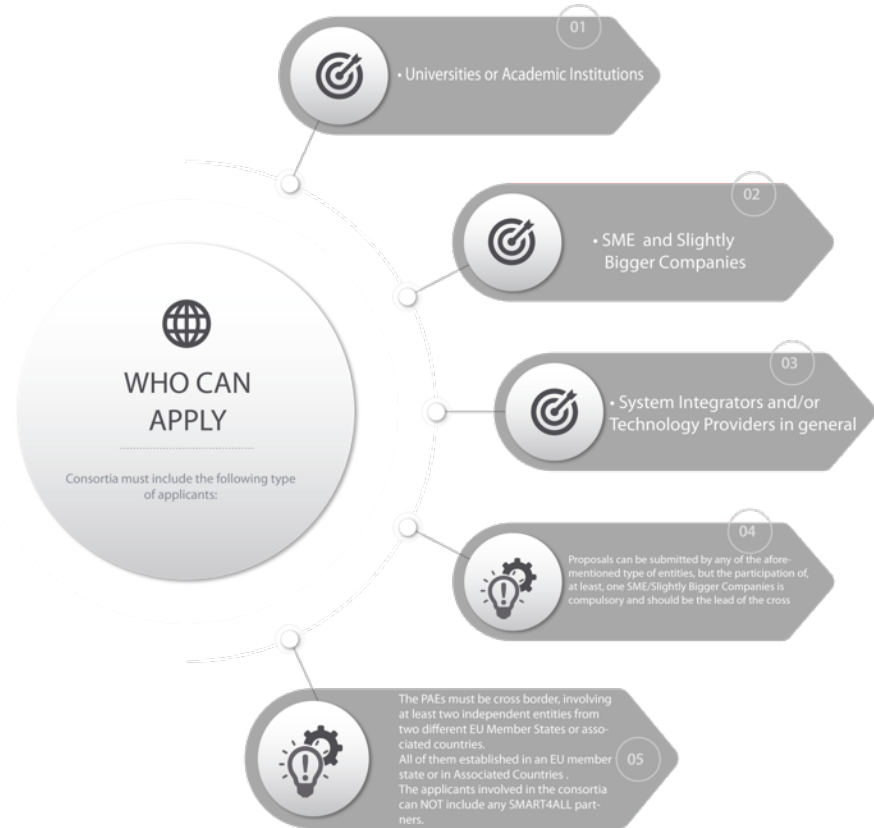 01
• Universities or Academic Institutions
02
• SME and Slightly
Bigger Companies
03
• System Integrators and/or
Technology Providers in general
WHO CAN
APPLY
Consortia must include the following type
of applicants:
04
Proposals can be submitted by any of the afore-
mentioned type of entities, but the participation of,
at least, one SME/Slightly Bigger Companies is
compulsory and should be the lead of the cross
The PAEs must be cross border, involving
at least two independent entities from
two different EU Member States or asso-
ciated countries.
All of them established in an EU member
state or in Associated Countries .
The applicants involved in the consortia
can NOT include any SMART4ALL part-
ners.
05